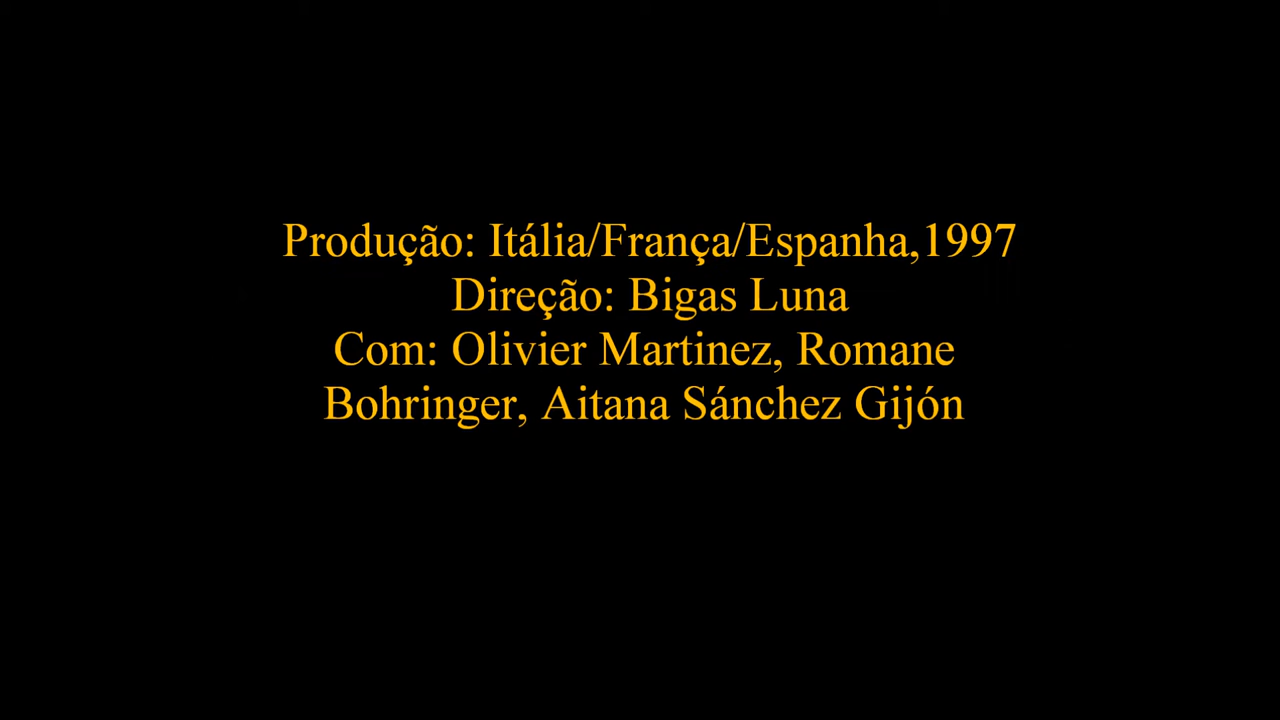 Produção: Itália/França/Espanha,1997
Direção: Bigas Luna
Com: Olivier Martinez, Romane
Bohringer, Aitana Sánchez Gijón